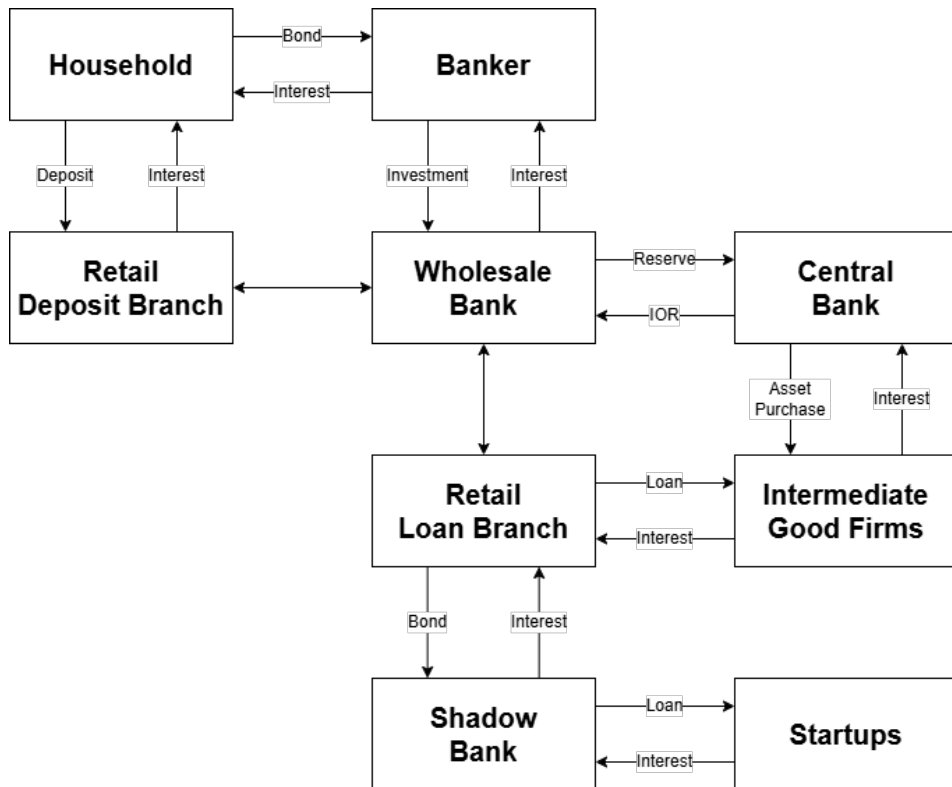 Bond
Household
Banker
Interest
Deposit
Interest
Investment
Interest
Retail
Deposit Branch
Wholesale
Bank
Reserve
IOR
Central
Bank
Asset
Purchase
Interest
Retail
Loan Branch
Loan
Interest
Intermediate
Good Firms
Bond
Interest
Shadow
Bank
Loan
Interest
Startups